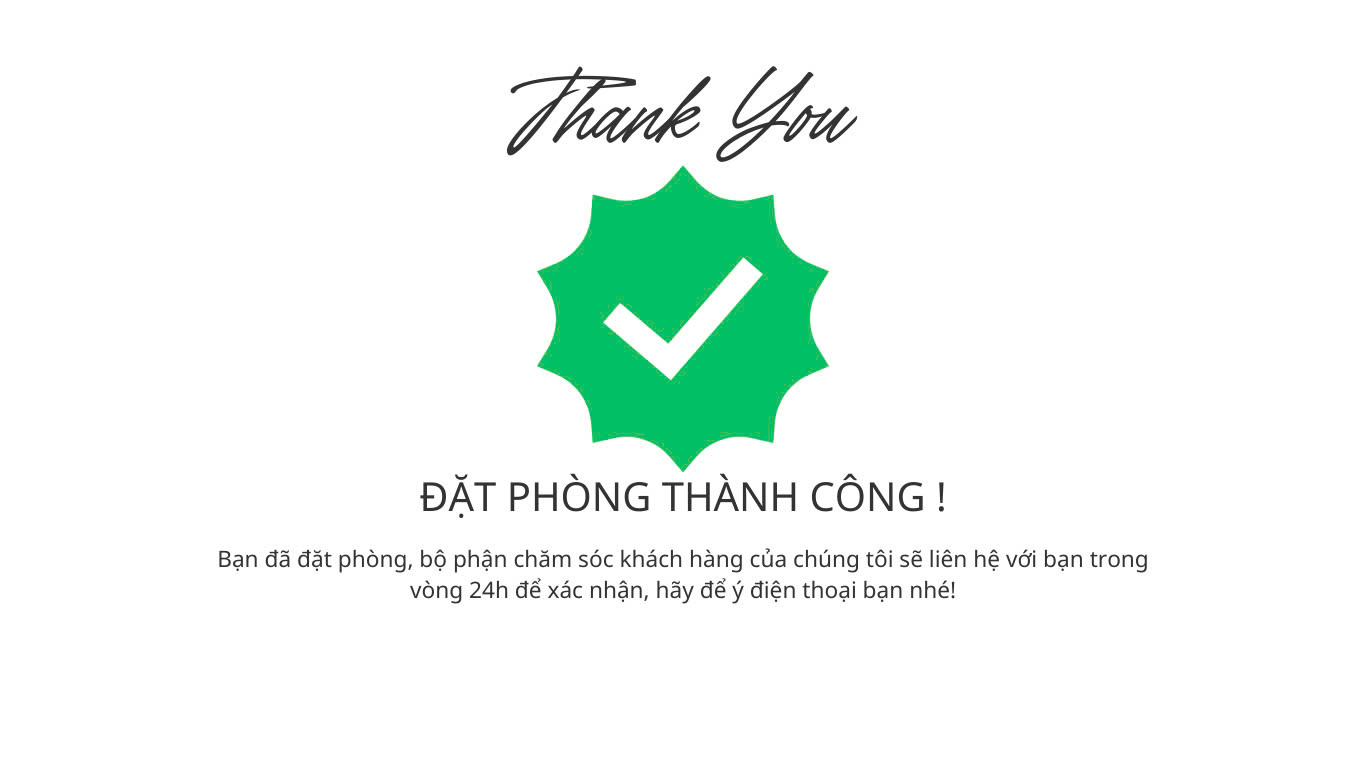 Thank You
ĐẶT PHÒNG THÀNH CÔNG !
Bạn đã đặt phòng, bộ phận chăm sóc khách hàng của chúng tôi sẽ liên hệ với bạn trong
vòng 24h để xác nhận, hãy để ý điện thoại bạn nhé!